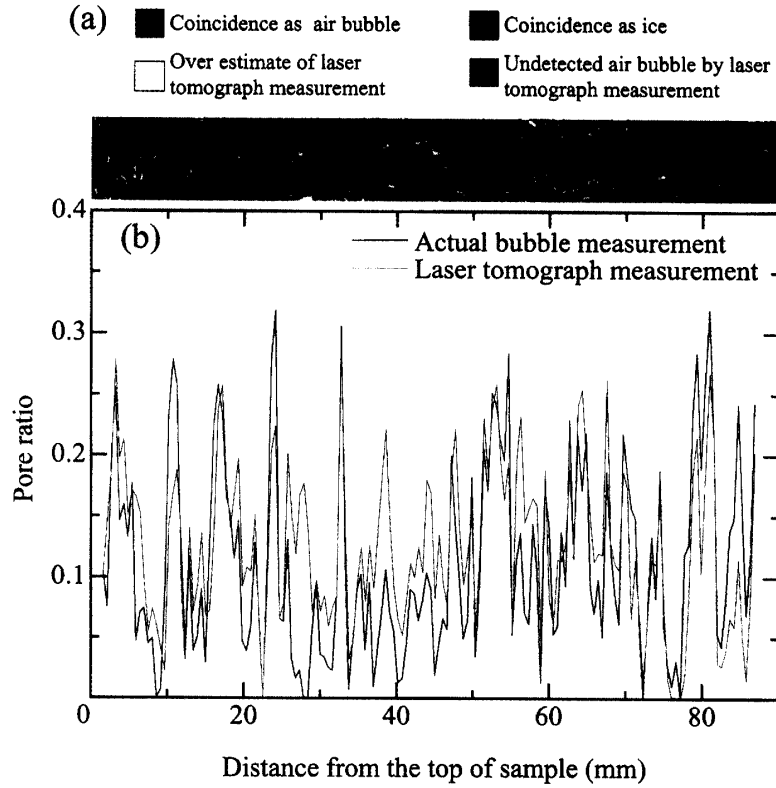 (a)
Coincidence as air bubble
Coincidence as ice
Over estimate of laser
tomograph measurement
Undetected air bubble by laser
tomograph measurement
0.4
(b)
Actual bubble measurement
Laser tomograph measurement
0.3
0.2
0.1
Pore ratio
0
20
40
60
80
Distance from the top of sample (mm)